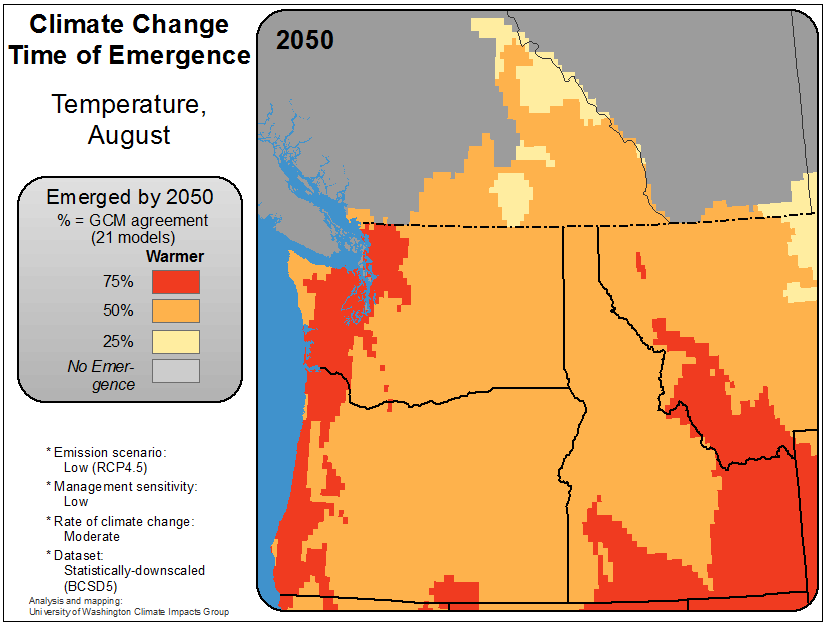 Climate Change
Time of Emergence
Temperature,
August
Emerged by 2050
% = GCM agreement
(21 models)
Warmer
75%
50%
25%
No Emer-
gence
* Emission scenario:
Low (RCP4.5)
* Management sensitivity:
Low
* Rate of climate change:
Moderate
* Dataset:
Statistically-downscaled
(BCSD5)
Analysis and mapping:
University of Washington Climate Impacts Group
2050